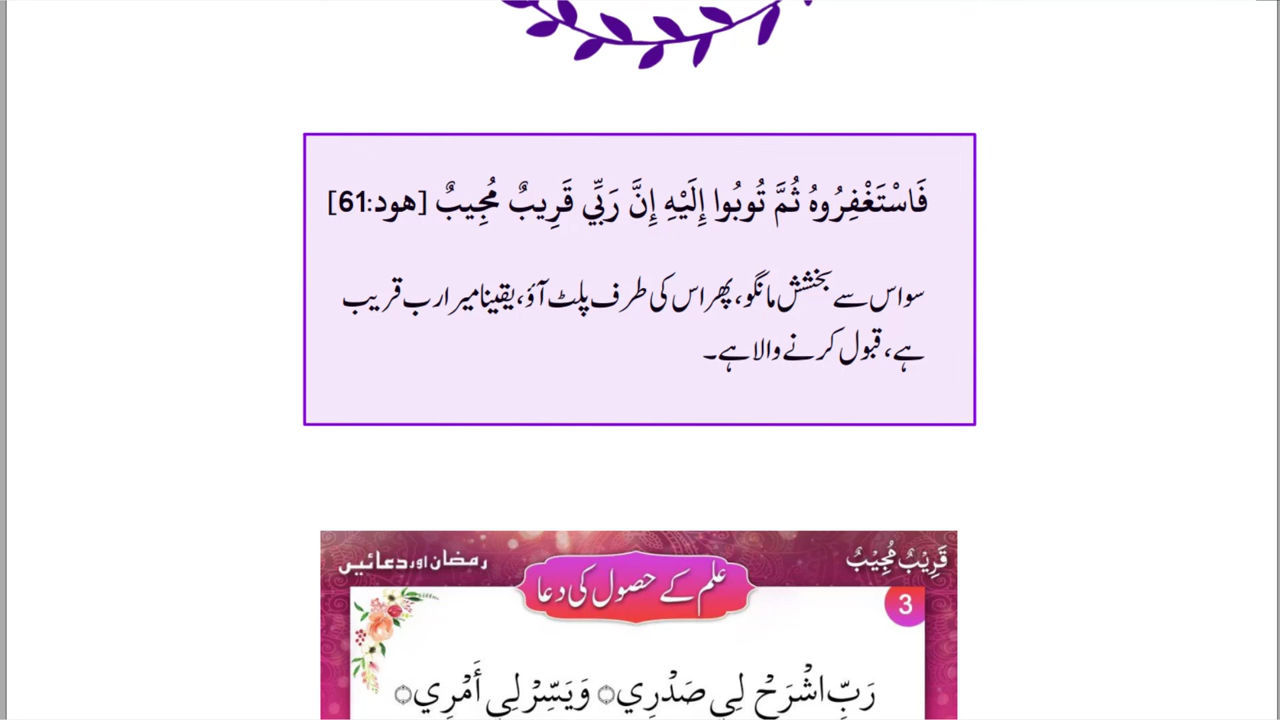 فَاسْتَغْفِرُوهُ ثُمَّ تُوبُوا إِلَيْهِ إِنَّ رَبِّي قَرِيبٌ مُجِيبٌ [هود:61]
سو اس سے بخشش مانگو، پھر اس کی طرف پلٹ آؤ، یقینا میرا رب قریب
ہے، قبول کرنے والا ہے۔
قَرِيْبٌ مُّجِيْبٌ
رمضان اور دعائیں
علم کے حصول کی دعا
3
رَبِّ اشْرَحْ لِي صَدْرِي۝ وَيَسِّرْ لِي أَمْرِي۝